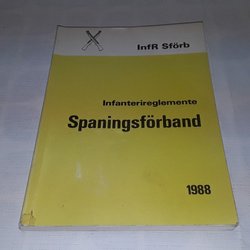 InfR Sförb
Infanterireglemente
Spaningsförband
1988